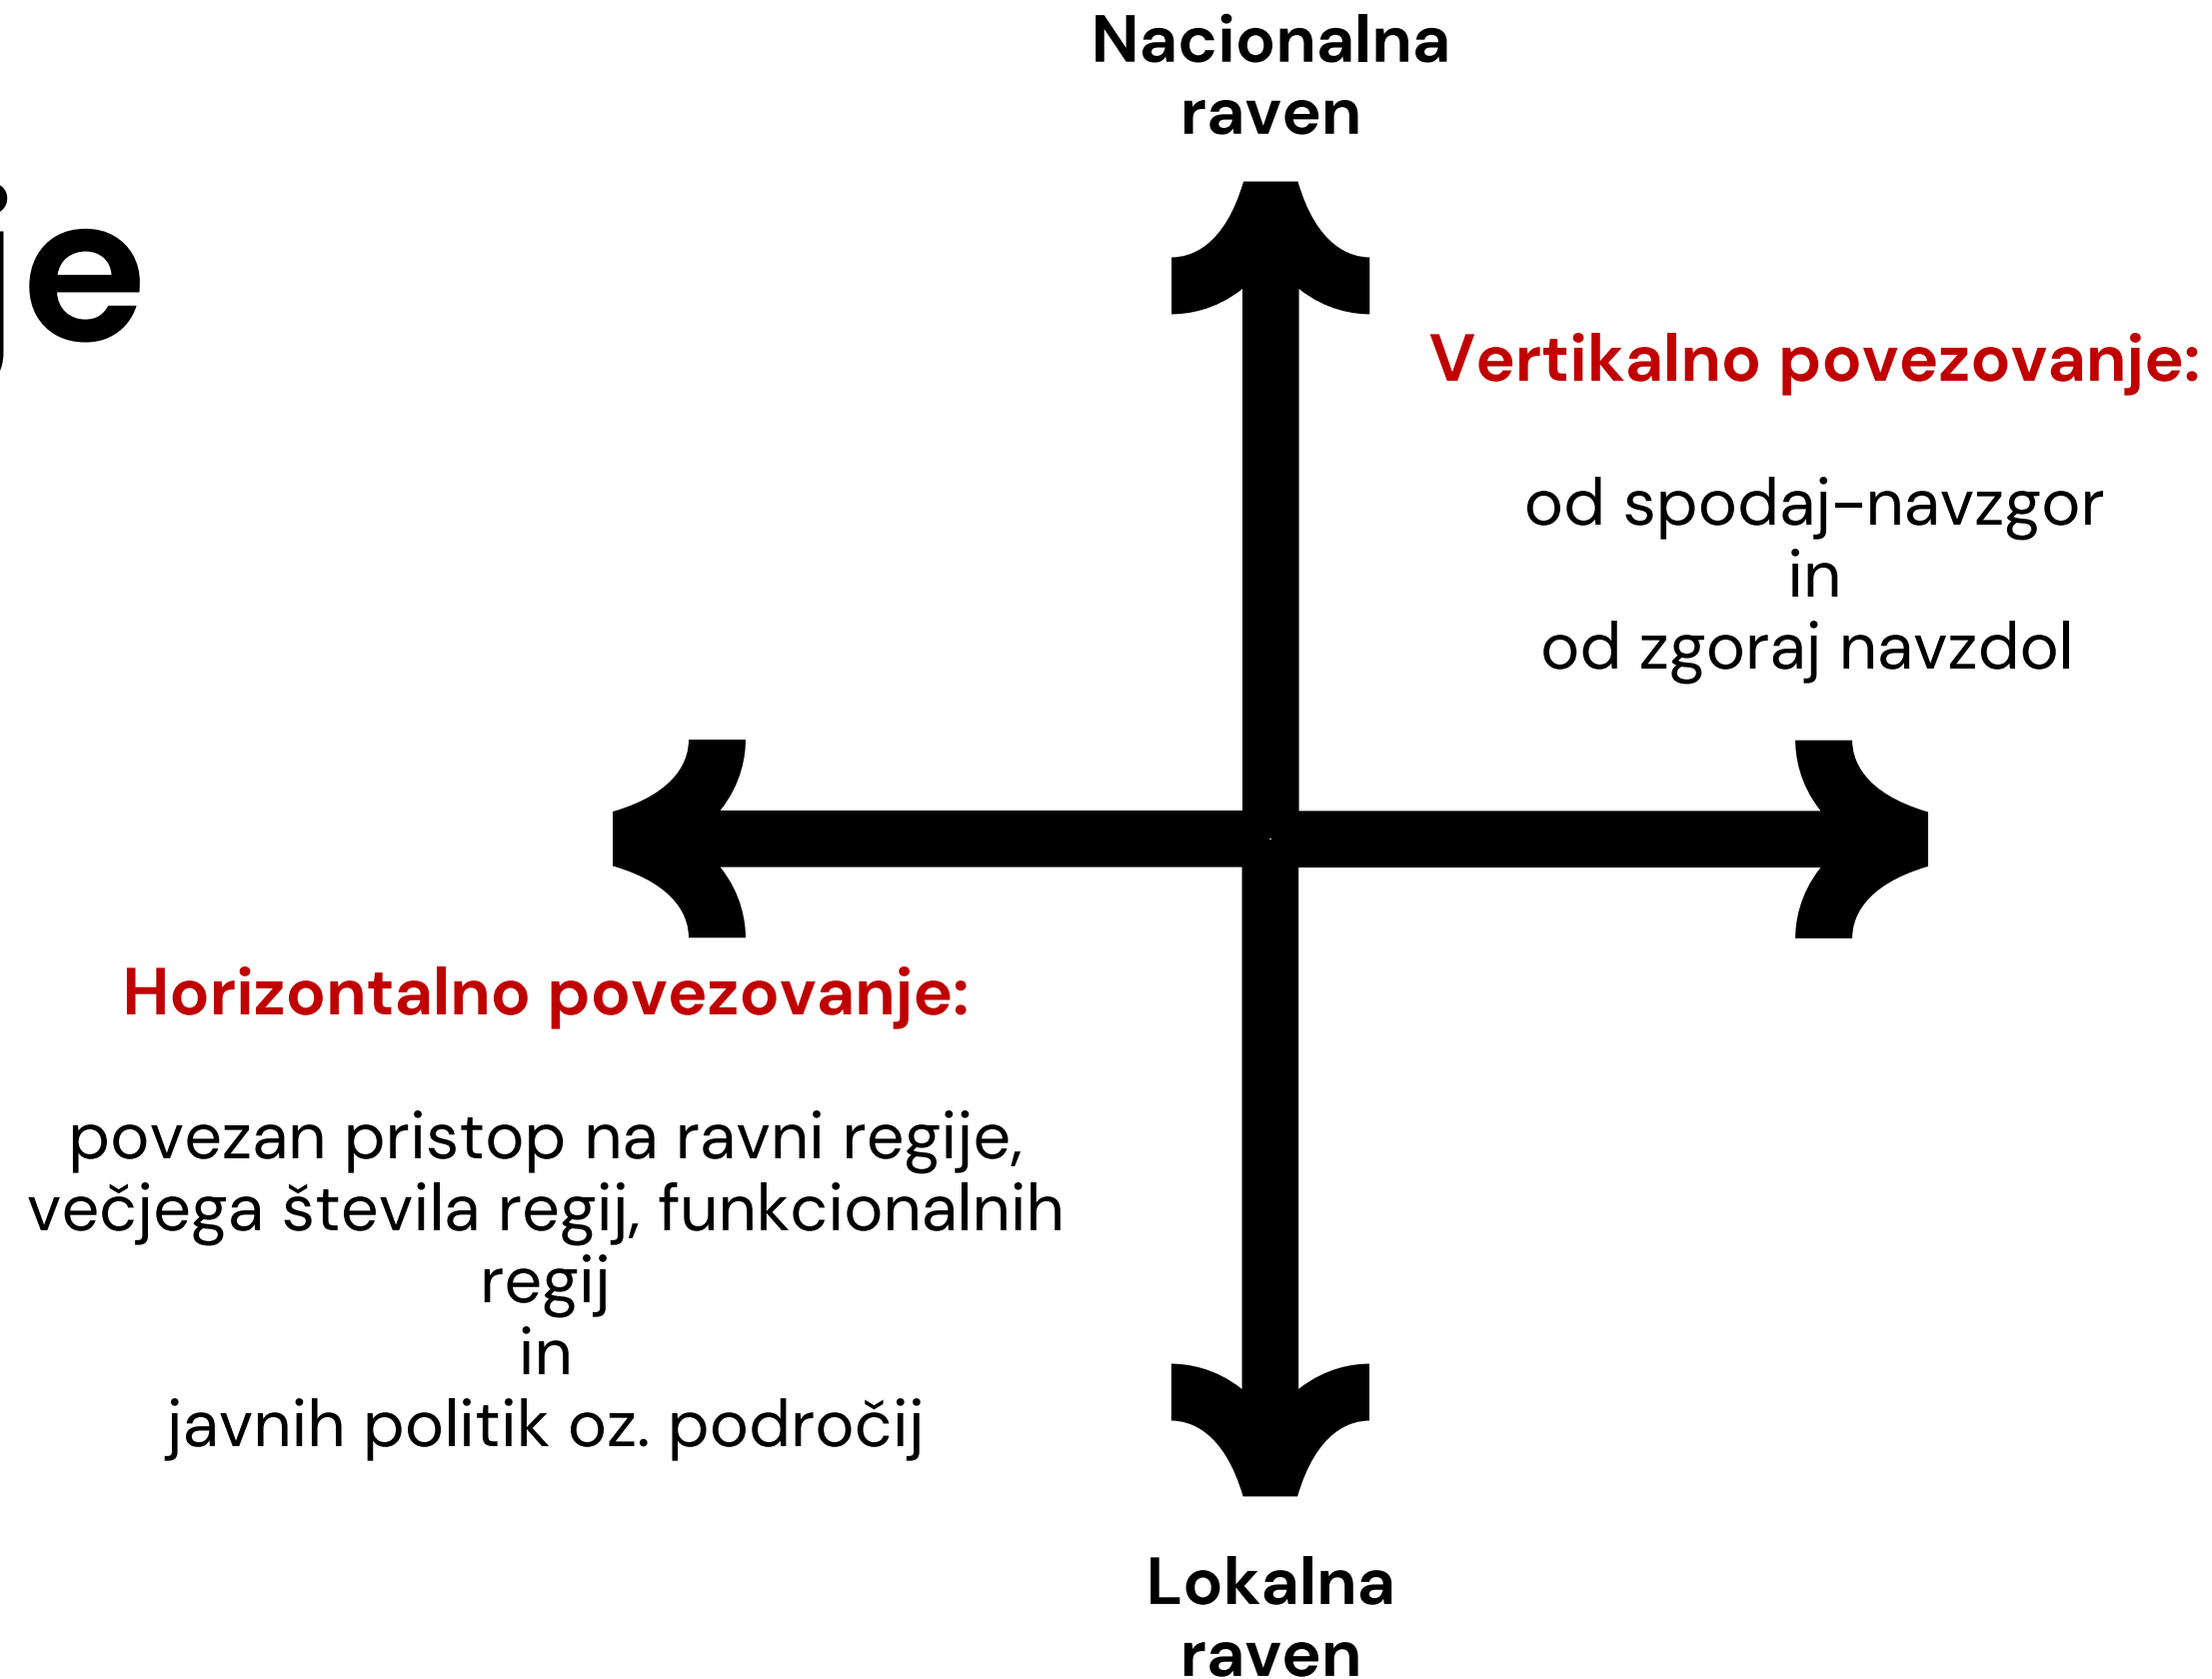 Nacionalna
raven
je
Vertikalno povezovanje:
od spodaj-navzgor
in
od zgoraj navzdol
Horizontalno povezovanje:
povezan pristop na ravni regije,
večjega števila regij, funkcionalnih
regij
in
javnih politik oz. področij
Lokalna
raven